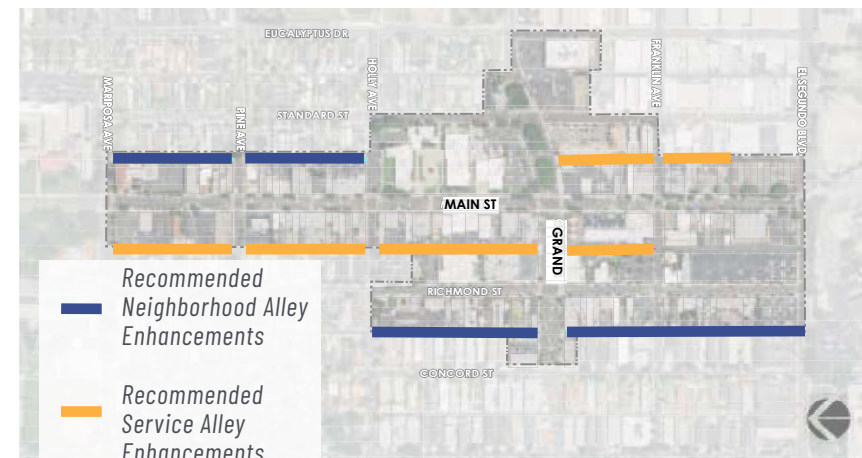 EUCALYPTUS DR
HOLLY AVE
FRANKLIN AVE
MARIPOSA AVE
PINE AVE
EL SEGUNDO BLVD
STANDARD ST
MAIN ST
GRAND
RICHMOND ST
CONCORD ST
Recommended
Neighborhood Alley
Enhancements
Recommended
Service Alley
Enhancements